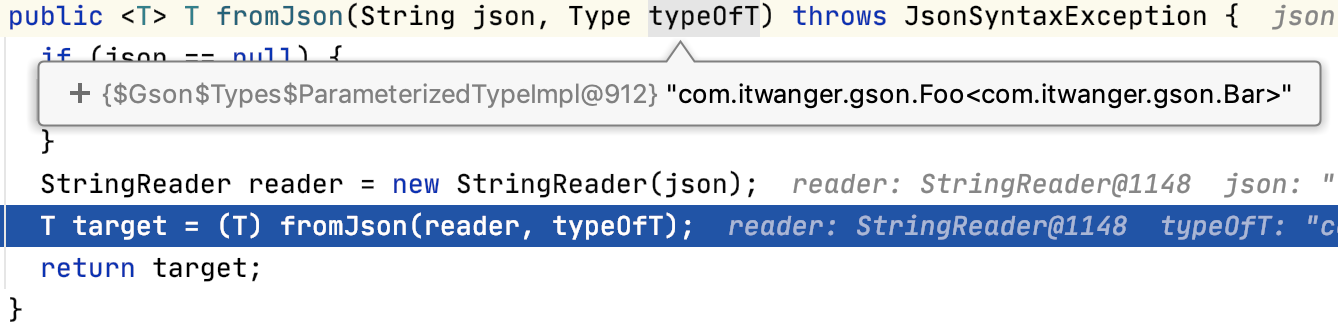 public <T> T fromJson(String json, Type typeOfT) throws JsonSyntaxException {  json
if (json == null) {
+ {$Gson$Types$ParameterizedTypeImpl@912} "com.itwanger.gson.Foo<com.itwanger.gson.Bar>"
}
StringReader reader = new StringReader(json);  reader: StringReader@1148  json: "
T target = (T) fromJson(reader, typeOfT);  reader: StringReader@1148  typeOfT: "c
return target;
}